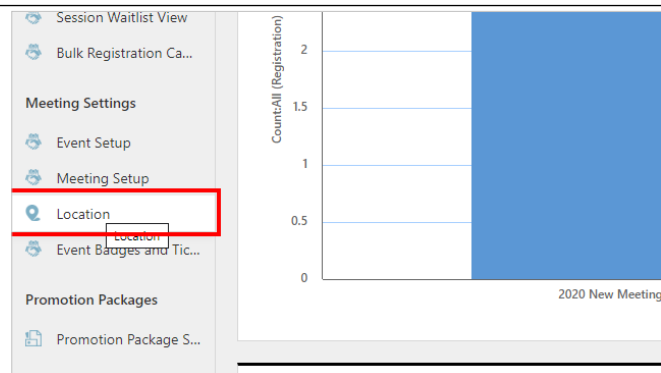 Session Waitlist View
Bulk Registration Ca...
Meeting Settings
Event Setup
Meeting Setup
Location
Location
Event Badges and Tic...
Promotion Packages
Promotion Package S...
Count:All (Registration)
2
1.5
1
0.5
0
2020 New Meeting